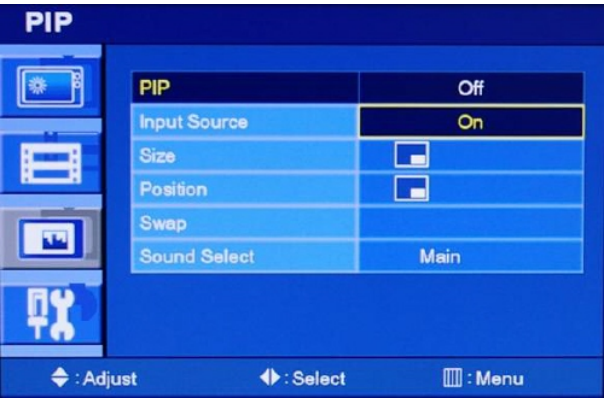 PIP
PIP Off
Input Source On
Size
Position
Swap
Sound Select Main
: Adjust : Select : Menu